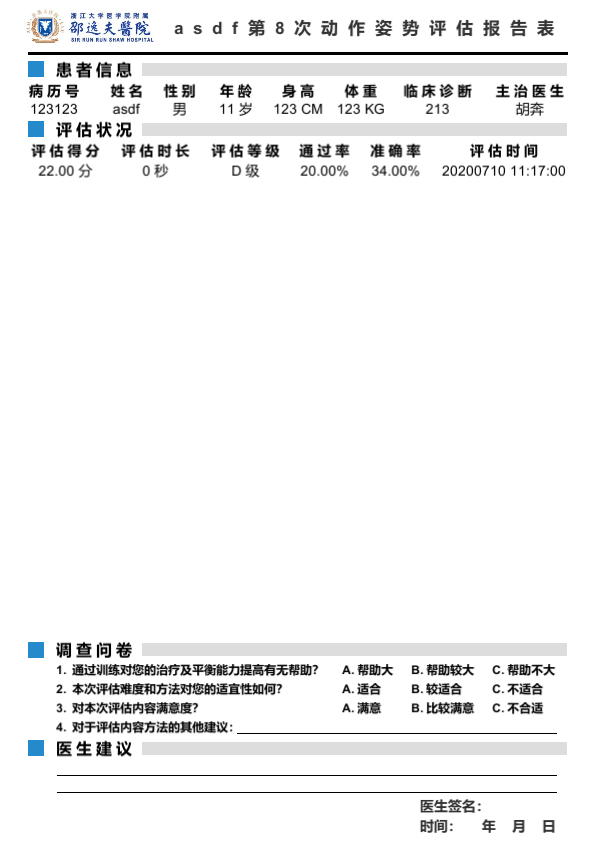 浙江大学医学院附属
邵逸夫醫院
SIR RUN RUN SHAW HOSPITAL
asdf第8次动作姿势评估报告表
患者信息
病历号 姓名 性别 年龄 身高 体重 临床诊断 主治医生
123123 asdf 男 11 岁 123 CM 123 KG 213 胡奔
评估状况
评估得分 评估时长 评估等级 通过率 准确率 评估时间
22.00 分 0 秒 D 级 20.00% 34.00% 20200710 11:17:00
调查问卷
1. 通过训练对您的治疗及平衡能力提高有无帮助? A. 帮助大 B. 帮助较大 C. 帮助不大
2. 本次评估难度和方法对您的适宜性如何? A. 适合 B. 较适合 C. 不适合
3. 对本次评估内容满意度? A. 满意 B. 比较满意 C. 不合适
4. 对于评估内容方法的其他建议:
医生建议
医生签名:
时间: 年 月 日